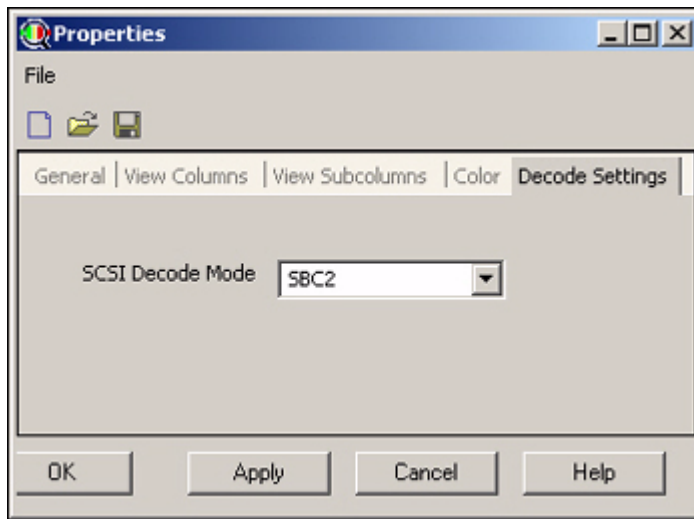 Properties
File
General View Columns View Subcolumns Color Decode Settings
SCSI Decode Mode SBC2
OK Apply Cancel Help